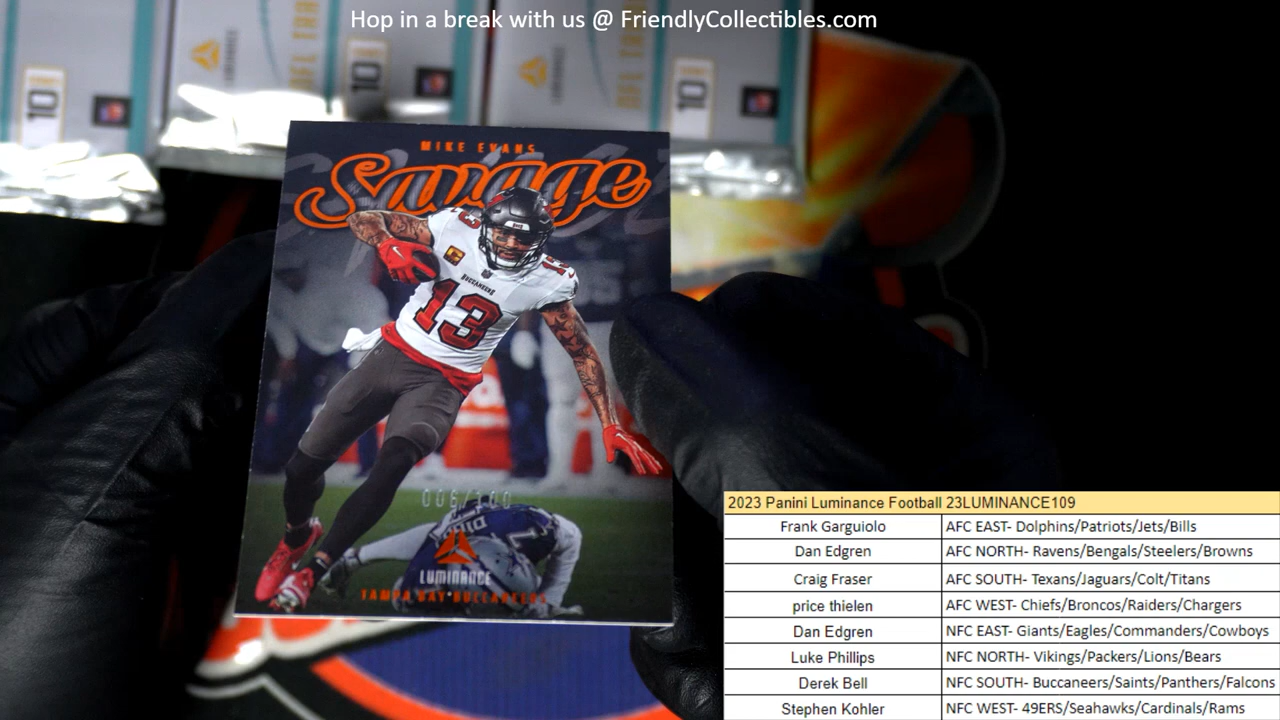 Hop in a break with us @ FriendlyCollectibles.com
10
10
10
MIKE EVANS
Savage
13
BUCCANEERS
13
006/100
LUMINANCE
TAMPA BAY BUCCANEERS
2023 Panini Luminance Football 23LUMINANCE109
Frank Garguiolo AFC EAST- Dolphins/Patriots/Jets/Bills
Dan Edgren AFC NORTH- Ravens/Bengals/Steelers/Browns
Craig Fraser AFC SOUTH- Texans/Jaguars/Colt/Titans
price thielen AFC WEST- Chiefs/Broncos/Raiders/Chargers
Dan Edgren NFC EAST- Giants/Eagles/Commanders/Cowboys
Luke Phillips NFC NORTH- Vikings/Packers/Lions/Bears
Derek Bell NFC SOUTH- Buccaneers/Saints/Panthers/Falcons
Stephen Kohler NFC WEST- 49ERS/Seahawks/Cardinals/Rams